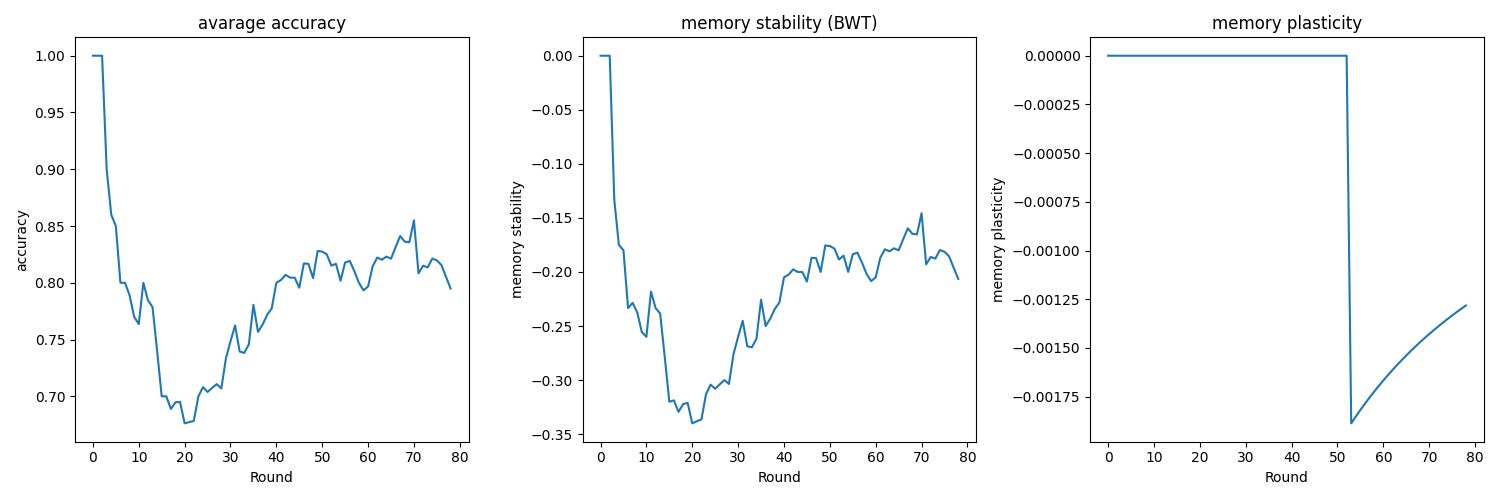 avarage accuracy
accuracy
1.00
0.95
0.90
0.85
0.80
0.75
0.70
0 10 20 30 40 50 60 70 80
Round
memory stability (BWT)
memory stability
0.00
−0.05
−0.10
−0.15
−0.20
−0.25
−0.30
−0.35
0 10 20 30 40 50 60 70 80
Round
memory plasticity
memory plasticity
0.00000
−0.00025
−0.00050
−0.00075
−0.00100
−0.00125
−0.00150
−0.00175
0 10 20 30 40 50 60 70 80
Round